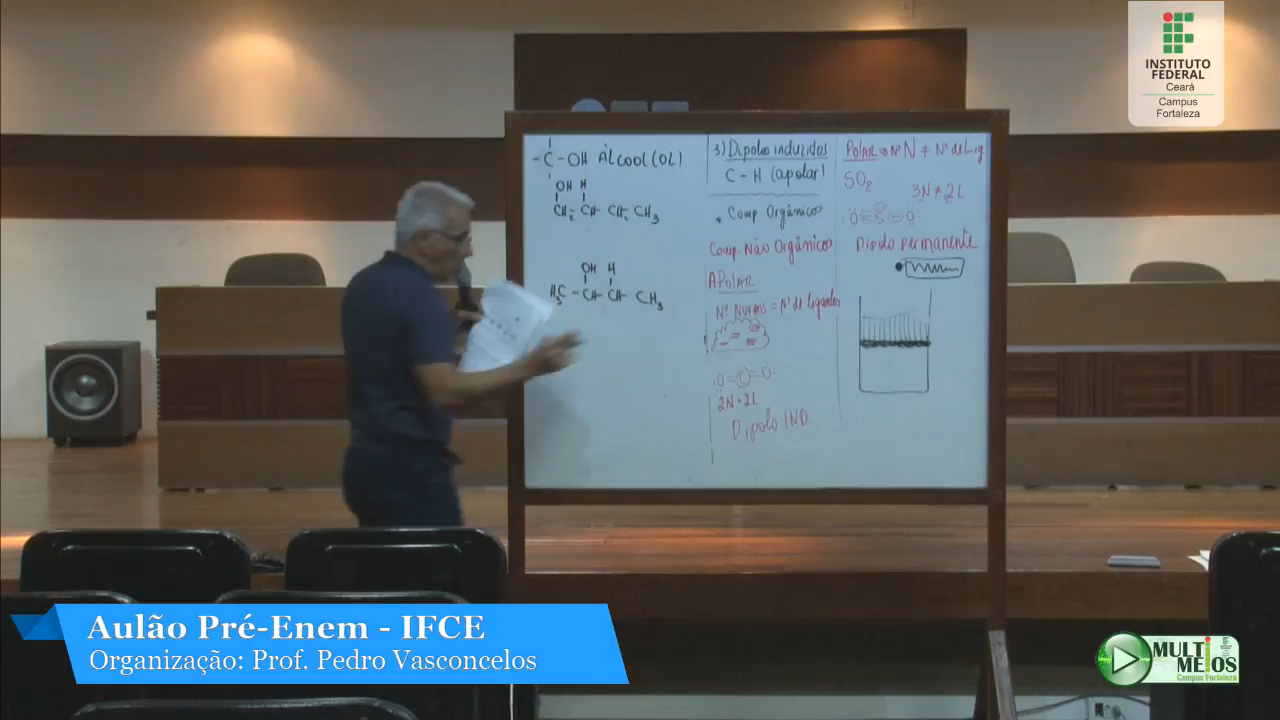 INSTITUTO
FEDERAL
Ceará
Campus
Fortaleza
- C - OH Álcool (OL)
OH H
CH2 - CH - CH2 - CH3
OH H
H3C - CH - CH - CH3
3) Dipolos induzidos
C - H (apolar)
* Comp Orgânicos
Comp. Não Orgânicos
APOLAR
Nº Nuvens = Nº de ligantes
2N = 2L
Dipolo IND.
POLAR => Nº N ≠ Nº de Lig
SO2
3N ≠ 2L
:O=S=O:
Dipolo permanente
Aulão Pré-Enem - IFCE
Organização: Prof. Pedro Vasconcelos
MULTI
MEIOS
Campus Fortaleza